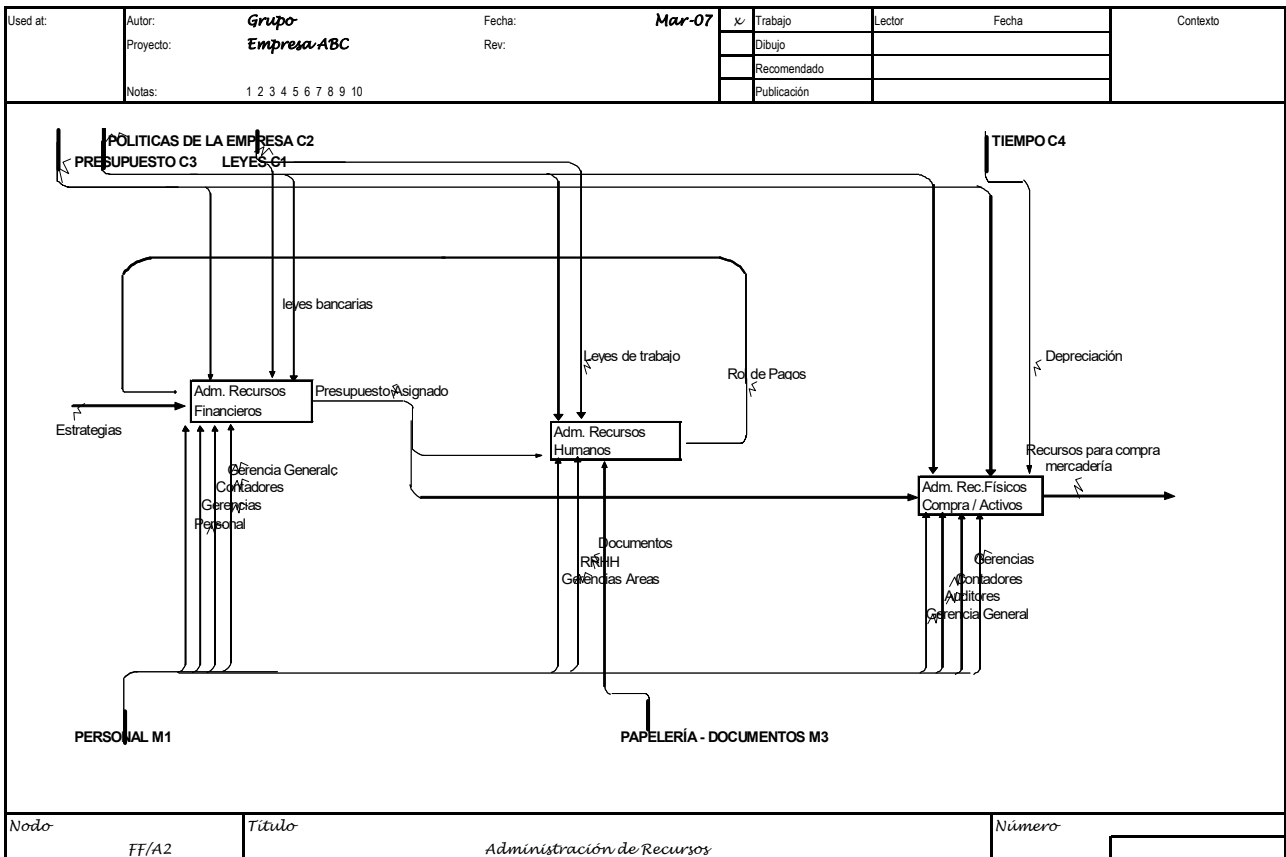 Used at:
Autor: Grupo Fecha: Mar-07 x Trabajo Lector Fecha Contexto
Proyecto: Empresa ABC Rev: Dibujo
Recomendado
Notas: 1 2 3 4 5 6 7 8 9 10 Publicación
POLITICAS DE LA EMPRESA C2
TIEMPO C4
PRESUPUESTO C3 LEYES C1
leyes bancarias
Leyes de trabajo
Depreciación
Rol de Pagos
Adm. Recursos
Financieros
Presupuesto Asignado
Estrategias
Adm. Recursos
Humanos
Recursos para compra
mercadería
Adm. Rec.Físicos
Compra / Activos
Gerencia Generalc
Contadores
Gerencias
Personal
Documentos
RRHH
Gerencias Areas
Gerencias
Contadores
Auditores
Gerencia General
PERSONAL M1
PAPELERÍA - DOCUMENTOS M3
Nodo Título Número
FF/A2 Administración de Recursos